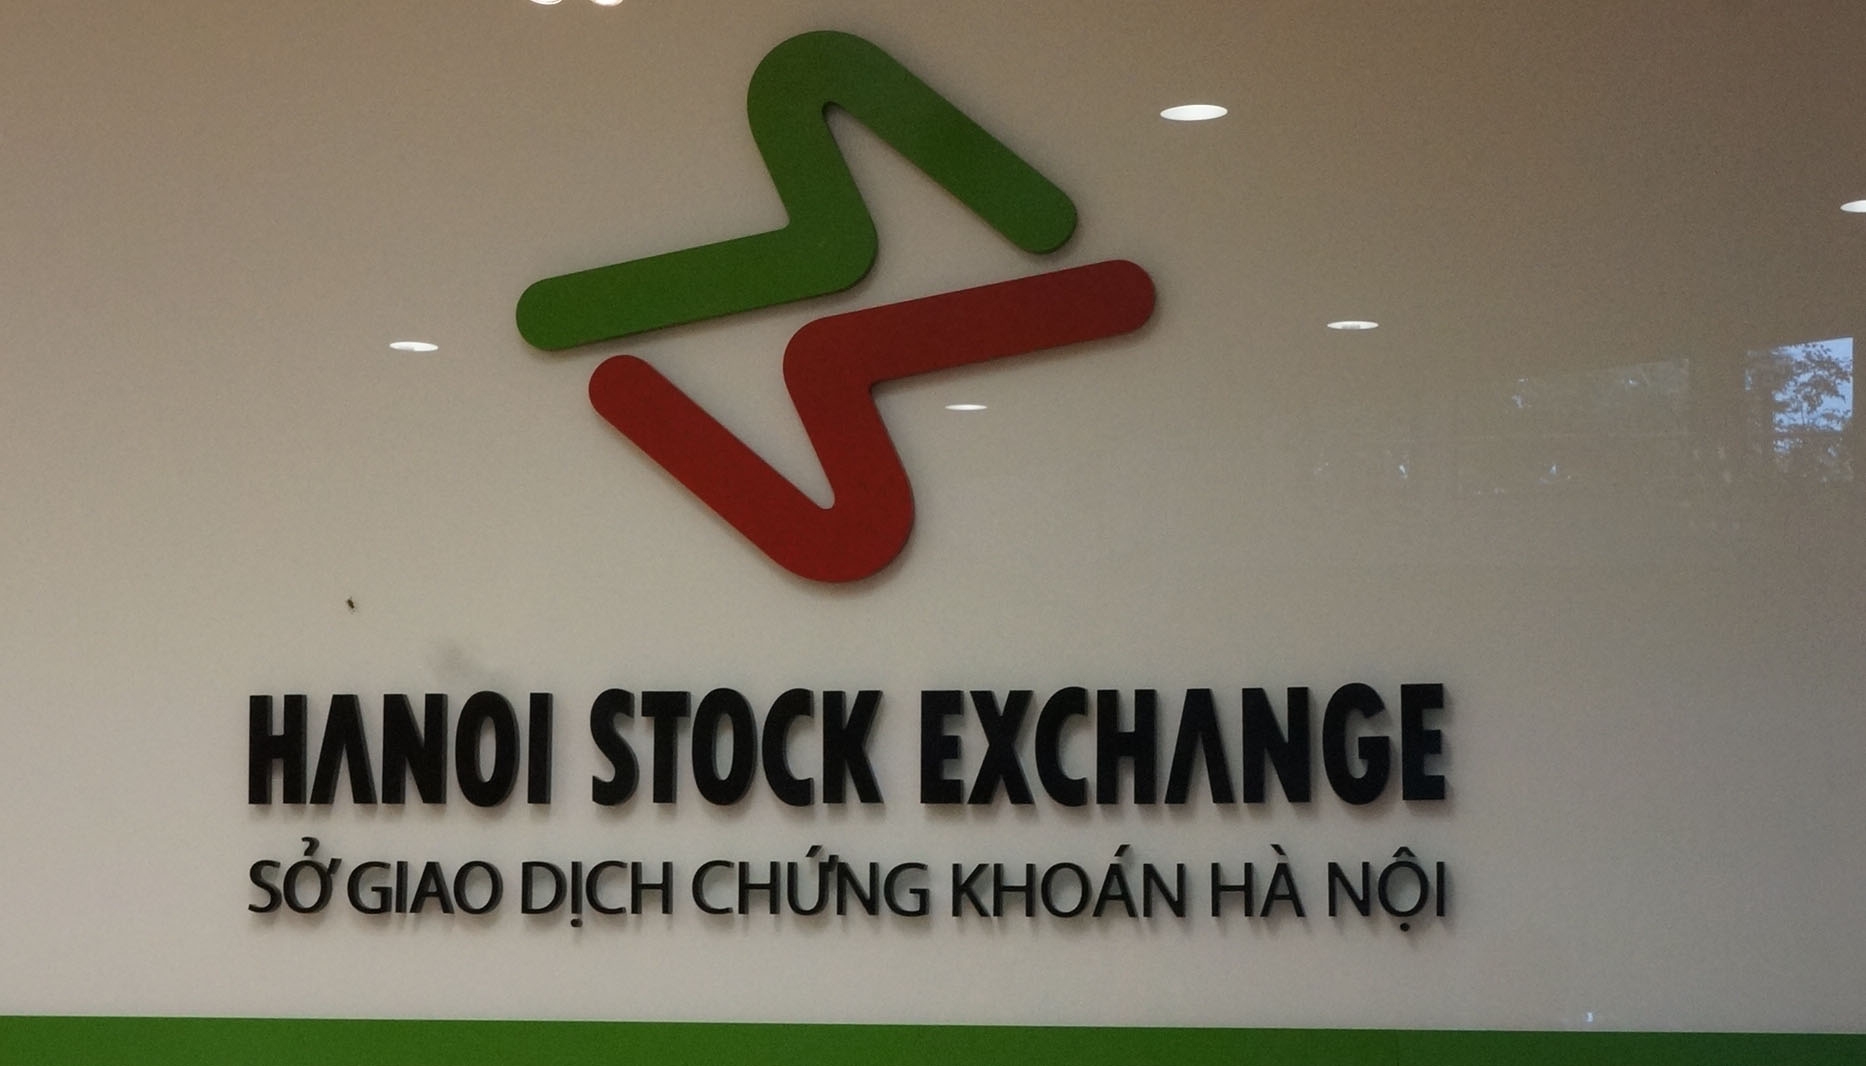 HANOI STOCK EXCHANGE
SỞ GIAO DỊCH CHỨNG KHOÁN HÀ NỘI